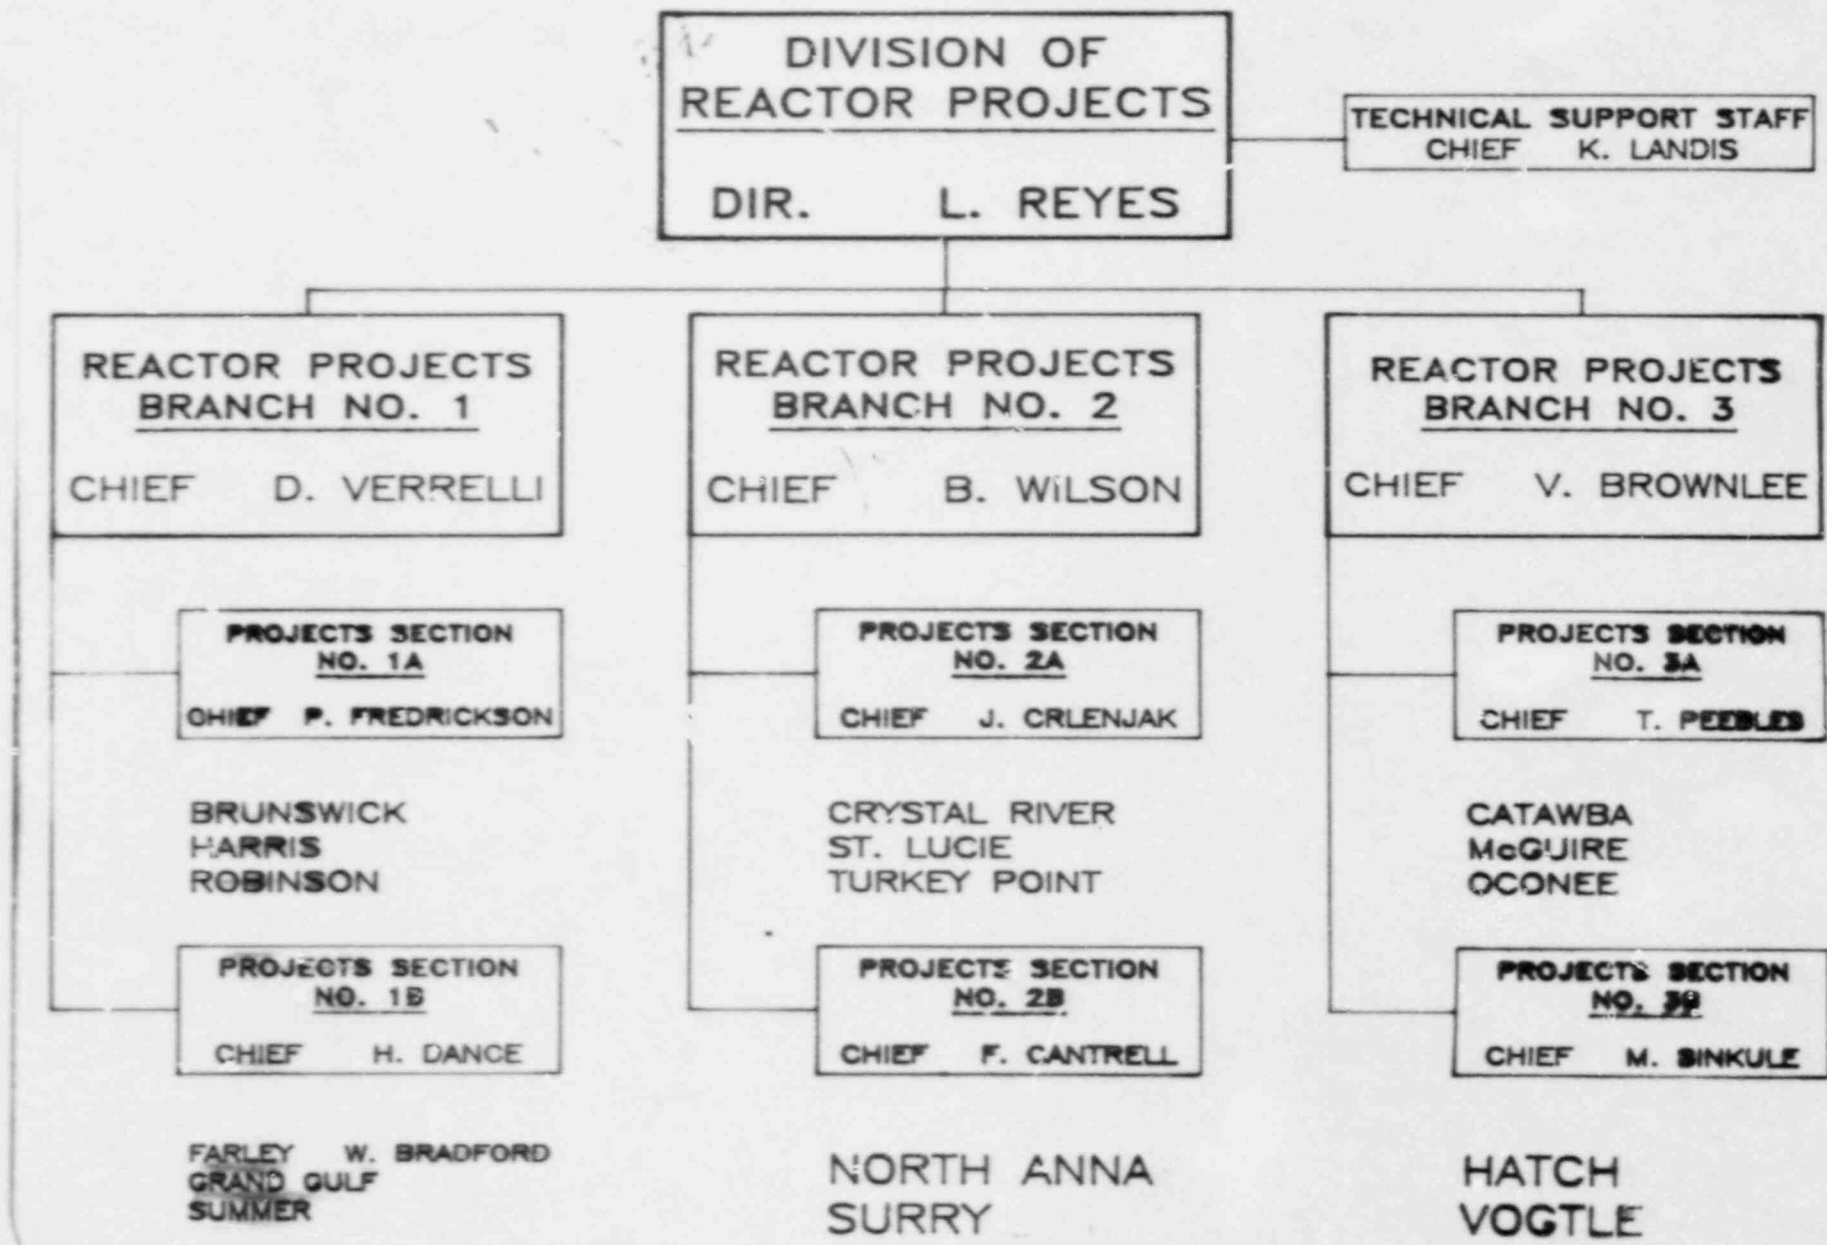 DIVISION OF
REACTOR PROJECTS
DIR. L. REYES
TECHNICAL SUPPORT STAFF
CHIEF K. LANDIS
REACTOR PROJECTS
BRANCH NO. 1
CHIEF D. VERRELLI
PROJECTS SECTION
NO. 1A
CHIEF P. FREDRICKSON
BRUNSWICK
HARRIS
ROBINSON
PROJECTS SECTION
NO. 1B
CHIEF H. DANCE
FARLEY W. BRADFORD
GRAND GULF
SUMMER
REACTOR PROJECTS
BRANCH NO. 2
CHIEF B. WILSON
PROJECTS SECTION
NO. 2A
CHIEF J. CRLENJAK
CRYSTAL RIVER
ST. LUCIE
TURKEY POINT
PROJECTS SECTION
NO. 2B
CHIEF F. CANTRELL
NORTH ANNA
SURRY
REACTOR PROJECTS
BRANCH NO. 3
CHIEF V. BROWNLEE
PROJECTS SECTION
NO. 3A
CHIEF T. PEEBLES
CATAWBA
McGUIRE
OCONEE
PROJECTS SECTION
NO. 3B
CHIEF M. SINKULE
HATCH
VOGTLE